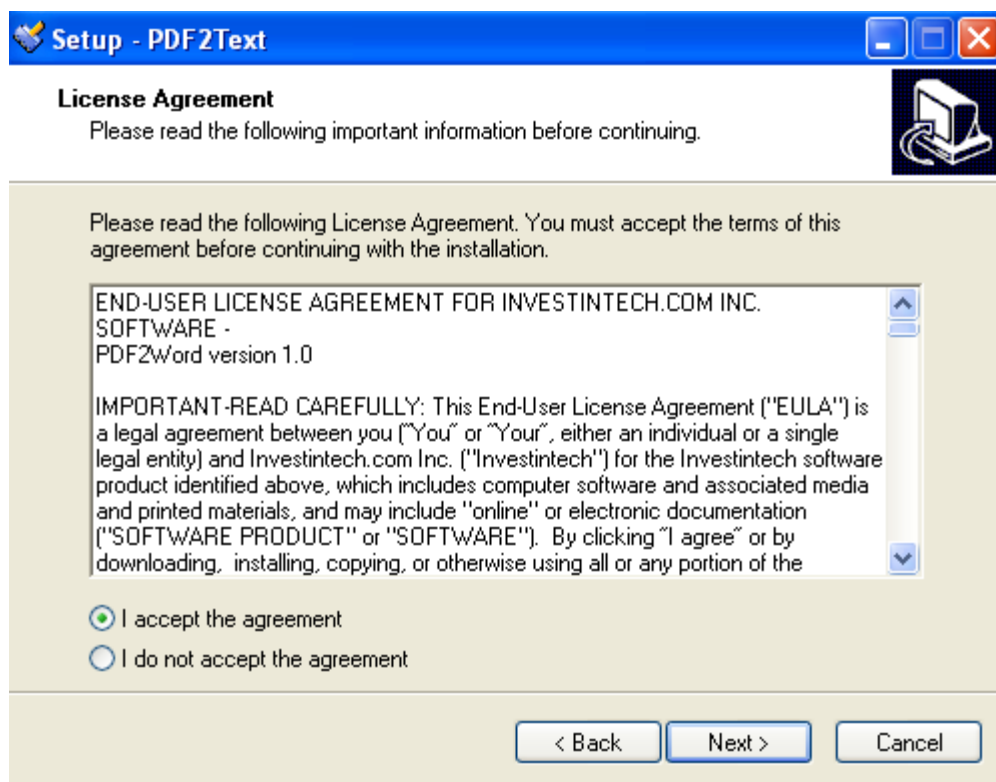 Setup - PDF2Text
License Agreement
Please read the following important information before continuing.
Please read the following License Agreement. You must accept the terms of this
agreement before continuing with the installation.
END-USER LICENSE AGREEMENT FOR INVESTINTECH.COM INC.
SOFTWARE -
PDF2Word version 1.0
IMPORTANT-READ CAREFULLY: This End-User License Agreement ("EULA") is
a legal agreement between you (˝You˝ or ˝Your˝, either an individual or a single
legal entity) and Investintech.com Inc. ("Investintech") for the Investintech software
product identified above, which includes computer software and associated media
and printed materials, and may include "online" or electronic documentation
("SOFTWARE PRODUCT" or "SOFTWARE").  By clicking ˝I agree˝ or by
downloading,  installing, copying, or otherwise using all or any portion of the
I accept the agreement
I do not accept the agreement
< Back
Next >
Cancel